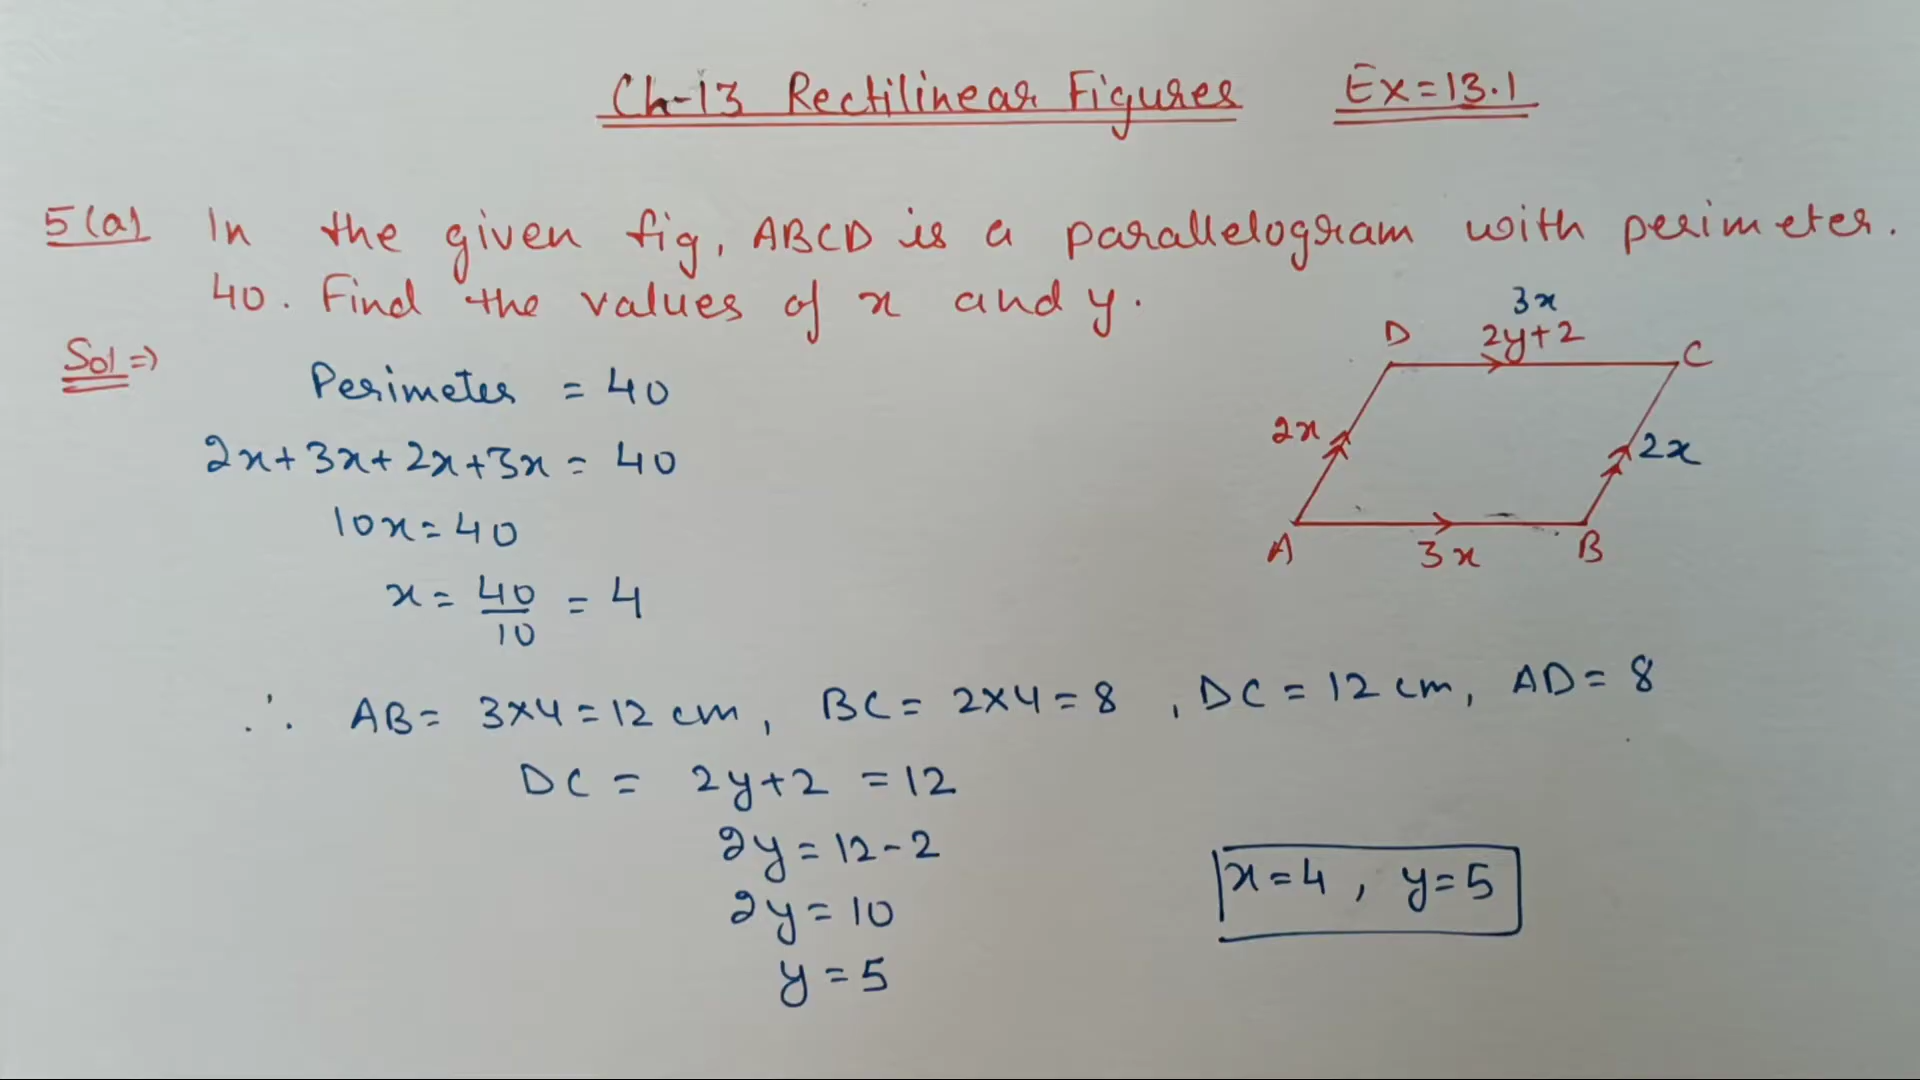 Ch-13 Rectilinear Figures Ex=13.1
5(a) In the given fig, ABCD is a parallelogram with perimeter.
40. Find the values of x and y.
Sol⇒
Perimeter = 40
2x+3x+2x+3x = 40
10x = 40
x = 40/10 = 4
3x
D 2y+2 C
2x 2x
A 3x B
∴ AB = 3×4 = 12 cm, BC = 2×4 = 8 , DC = 12 cm, AD = 8
DC = 2y+2 = 12
2y = 12-2
2y = 10
y = 5
x=4, y=5